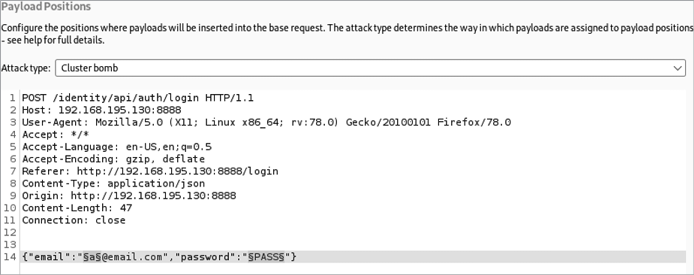 Payload Positions
Configure the positions where payloads will be inserted into the base request. The attack type determines the way in which payloads are assigned to payload positions
- see help for full details.
Attack type: Cluster bomb
1 POST /identity/api/auth/login HTTP/1.1
2 Host: 192.168.195.130:8888
3 User-Agent: Mozilla/5.0 (X11; Linux x86_64; rv:78.0) Gecko/20100101 Firefox/78.0
4 Accept: */*
5 Accept-Language: en-US,en;q=0.5
6 Accept-Encoding: gzip, deflate
7 Referer: http://192.168.195.130:8888/login
8 Content-Type: application/json
9 Origin: http://192.168.195.130:8888
10 Content-Length: 47
11 Connection: close
12
13
14 {"email":"§a§@email.com","password":"§PASS§"}